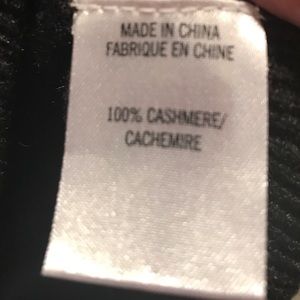 MADE IN CHINA
FABRIQUE EN CHINE
100% CASHMERE/
CACHEMIRE